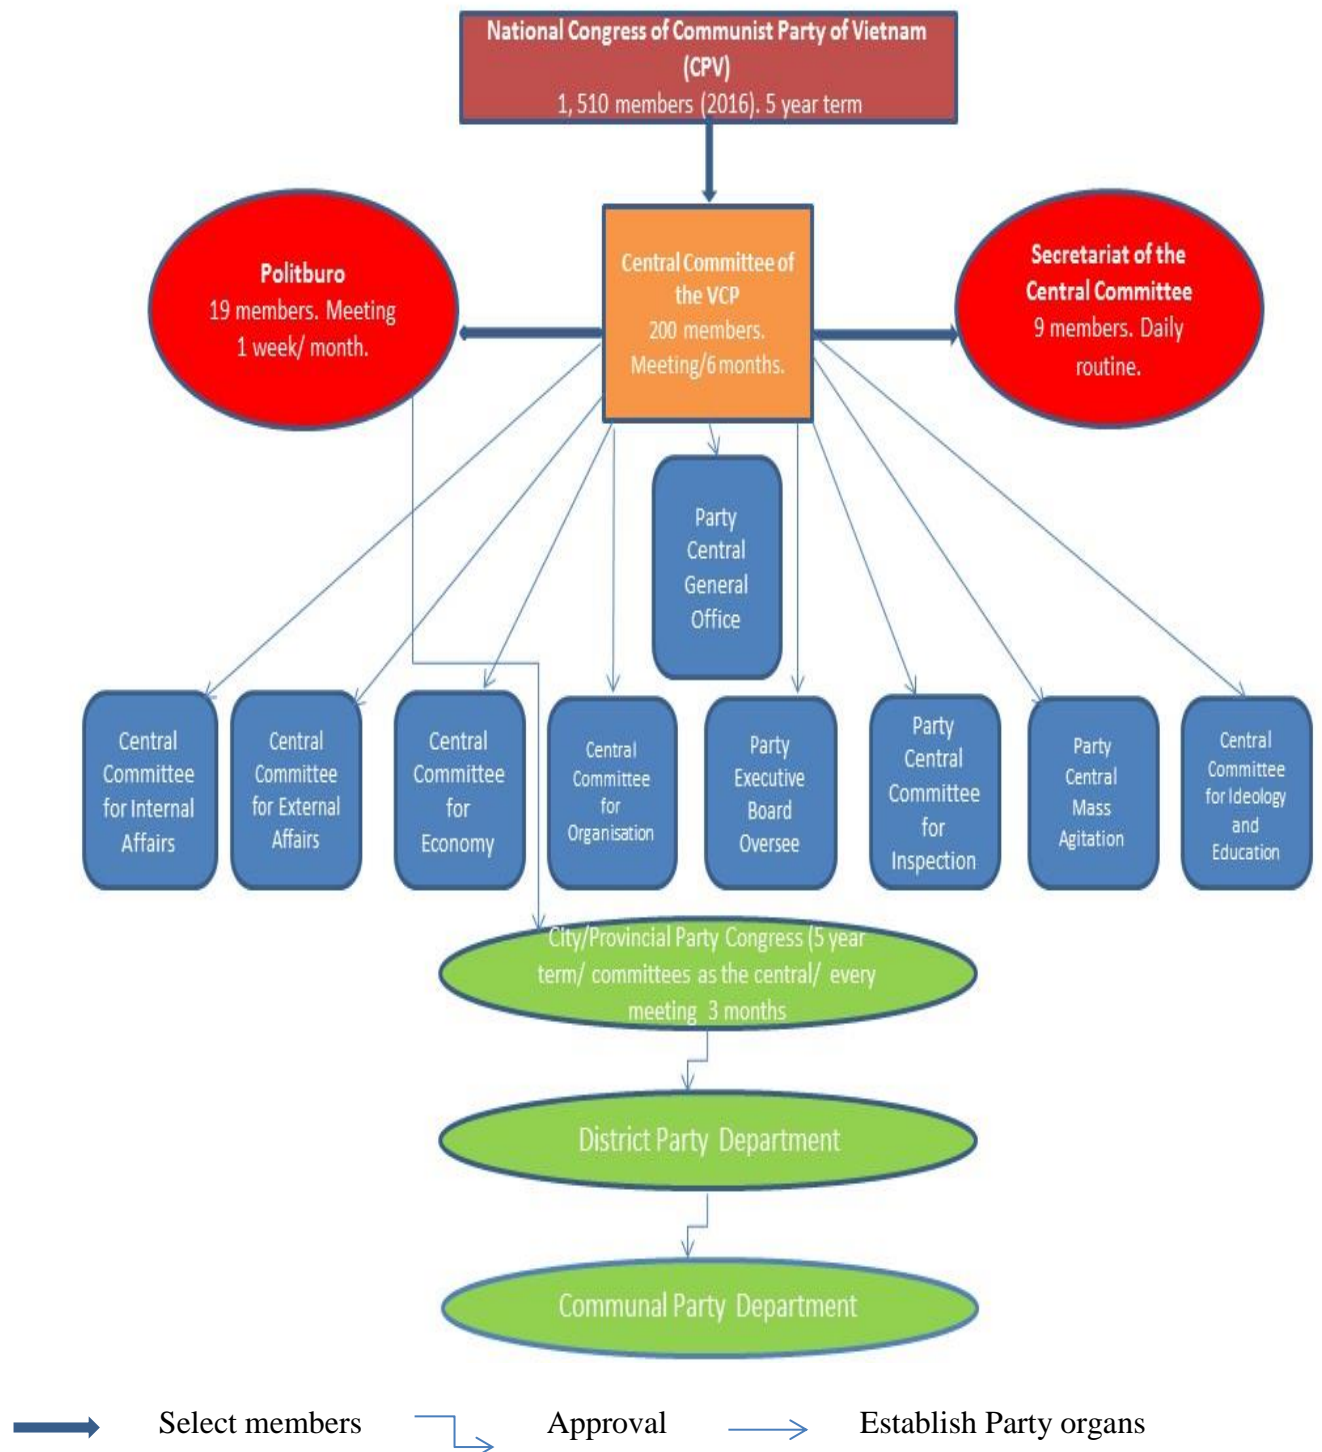 National Congress of Communist Party of Vietnam
(CPV)
1, 510 members (2016). 5 year term
Politburo
19 members. Meeting
1 week/ month.
Central Committee of
the VCP
200 members.
Meeting/6 months.
Secretariat of the
Central Committee
9 members. Daily
routine.
Party
Central
General
Office
Central
Committee
for Internal
Affairs
Central
Committee
for External
Affairs
Central
Committee
for
Economy
Central
Committee
for
Organisation
Party
Executive
Board
Oversee
Party
Central
Committee
for
Inspection
Party
Central
Mass
Agitation
Central
Committee
for Ideology
and
Education
City/Provincial Party Congress (5 year
term/ committees as the central/ every
meeting 3 months
District Party Department
Communal Party Department
Select members
Approval
Establish Party organs